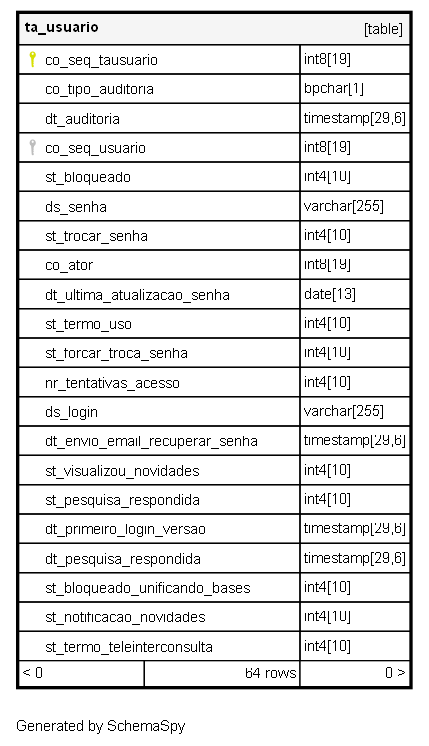 ta_usuario [table]
co_seq_tausuario int8[19]
co_tipo_auditoria bpchar[1]
dt_auditoria timestamp[29,6]
co_seq_usuario int8[19]
st_bloqueado int4[10]
ds_senha varchar[255]
st_trocar_senha int4[10]
co_ator int8[19]
dt_ultima_atualizacao_senha date[13]
st_termo_uso int4[10]
st_forcar_troca_senha int4[10]
nr_tentativas_acesso int4[10]
ds_login varchar[255]
dt_envio_email_recuperar_senha timestamp[29,6]
st_visualizou_novidades int4[10]
st_pesquisa_respondida int4[10]
dt_primeiro_login_versao timestamp[29,6]
dt_pesquisa_respondida timestamp[29,6]
st_bloqueado_unificando_bases int4[10]
st_notificacao_novidades int4[10]
st_termo_teleinterconsulta int4[10]
< 0 64 rows 0 >
Generated by SchemaSpy